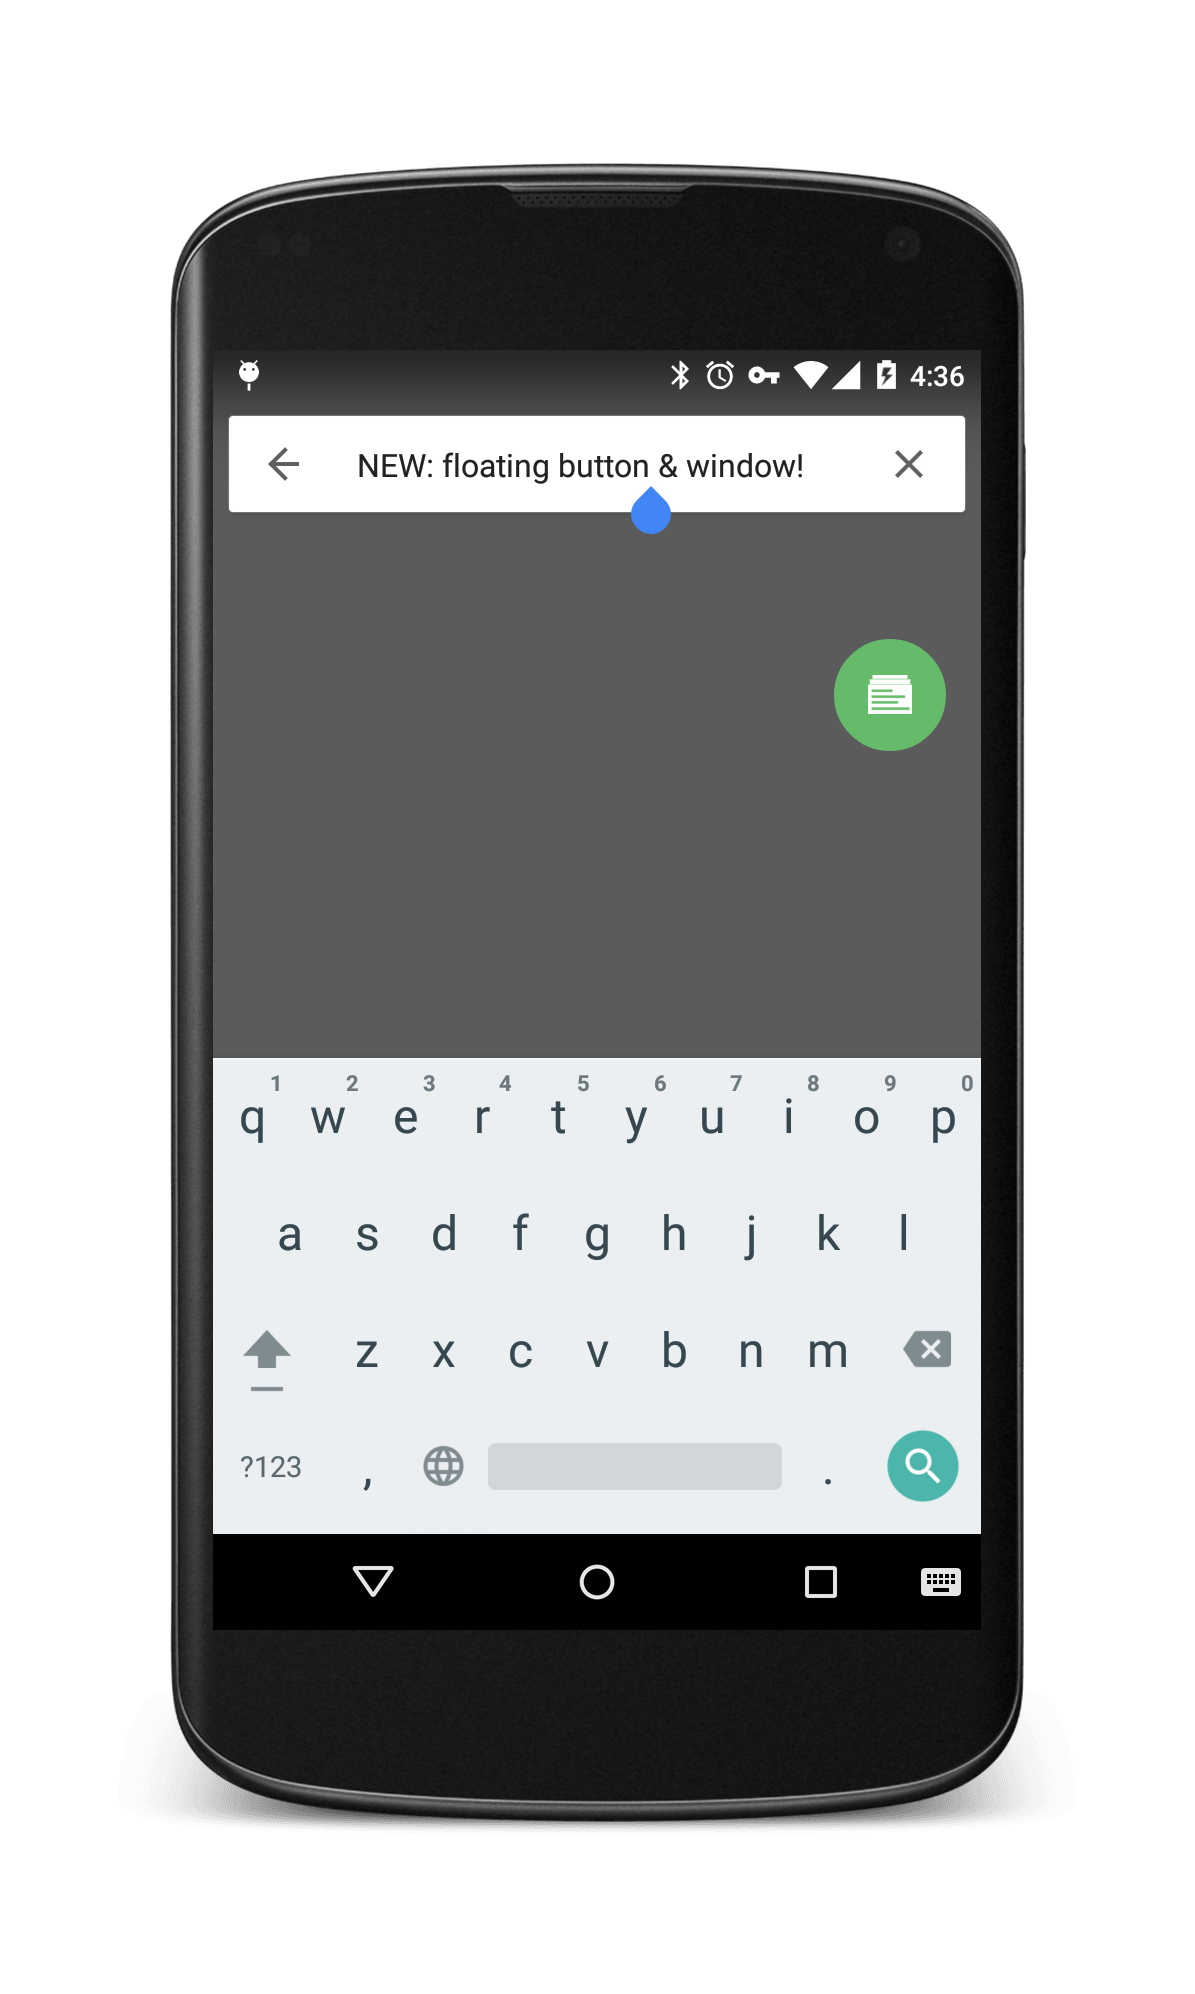 4:36
NEW: floating button & window!
1 2 3 4 5 6 7 8 9 0
q w e r t y u i o p
a s d f g h j k l
z x c v b n m
?123 , .